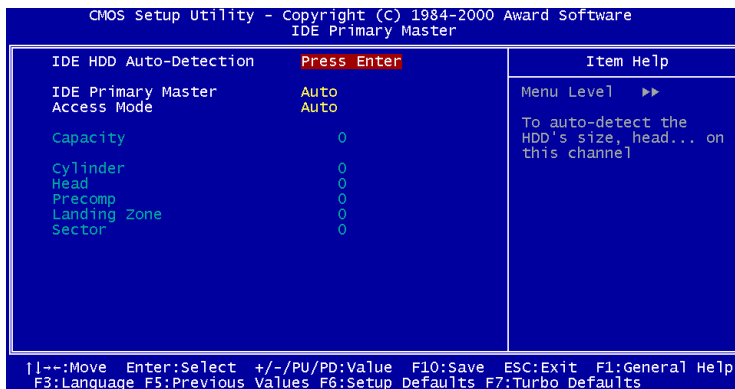 CMOS Setup Utility - Copyright (C) 1984-2000 Award Software
IDE Primary Master
IDE HDD Auto-Detection Press Enter
IDE Primary Master Auto
Access Mode Auto
Capacity 0
Cylinder 0
Head 0
Precomp 0
Landing Zone 0
Sector 0
Item Help
Menu Level ▸▸
To auto-detect the
HDD's size, head... on
this channel
↑↓→←:Move Enter:Select +/-/PU/PD:Value F10:Save ESC:Exit F1:General Help
F3:Language F5:Previous Values F6:Setup Defaults F7:Turbo Defaults